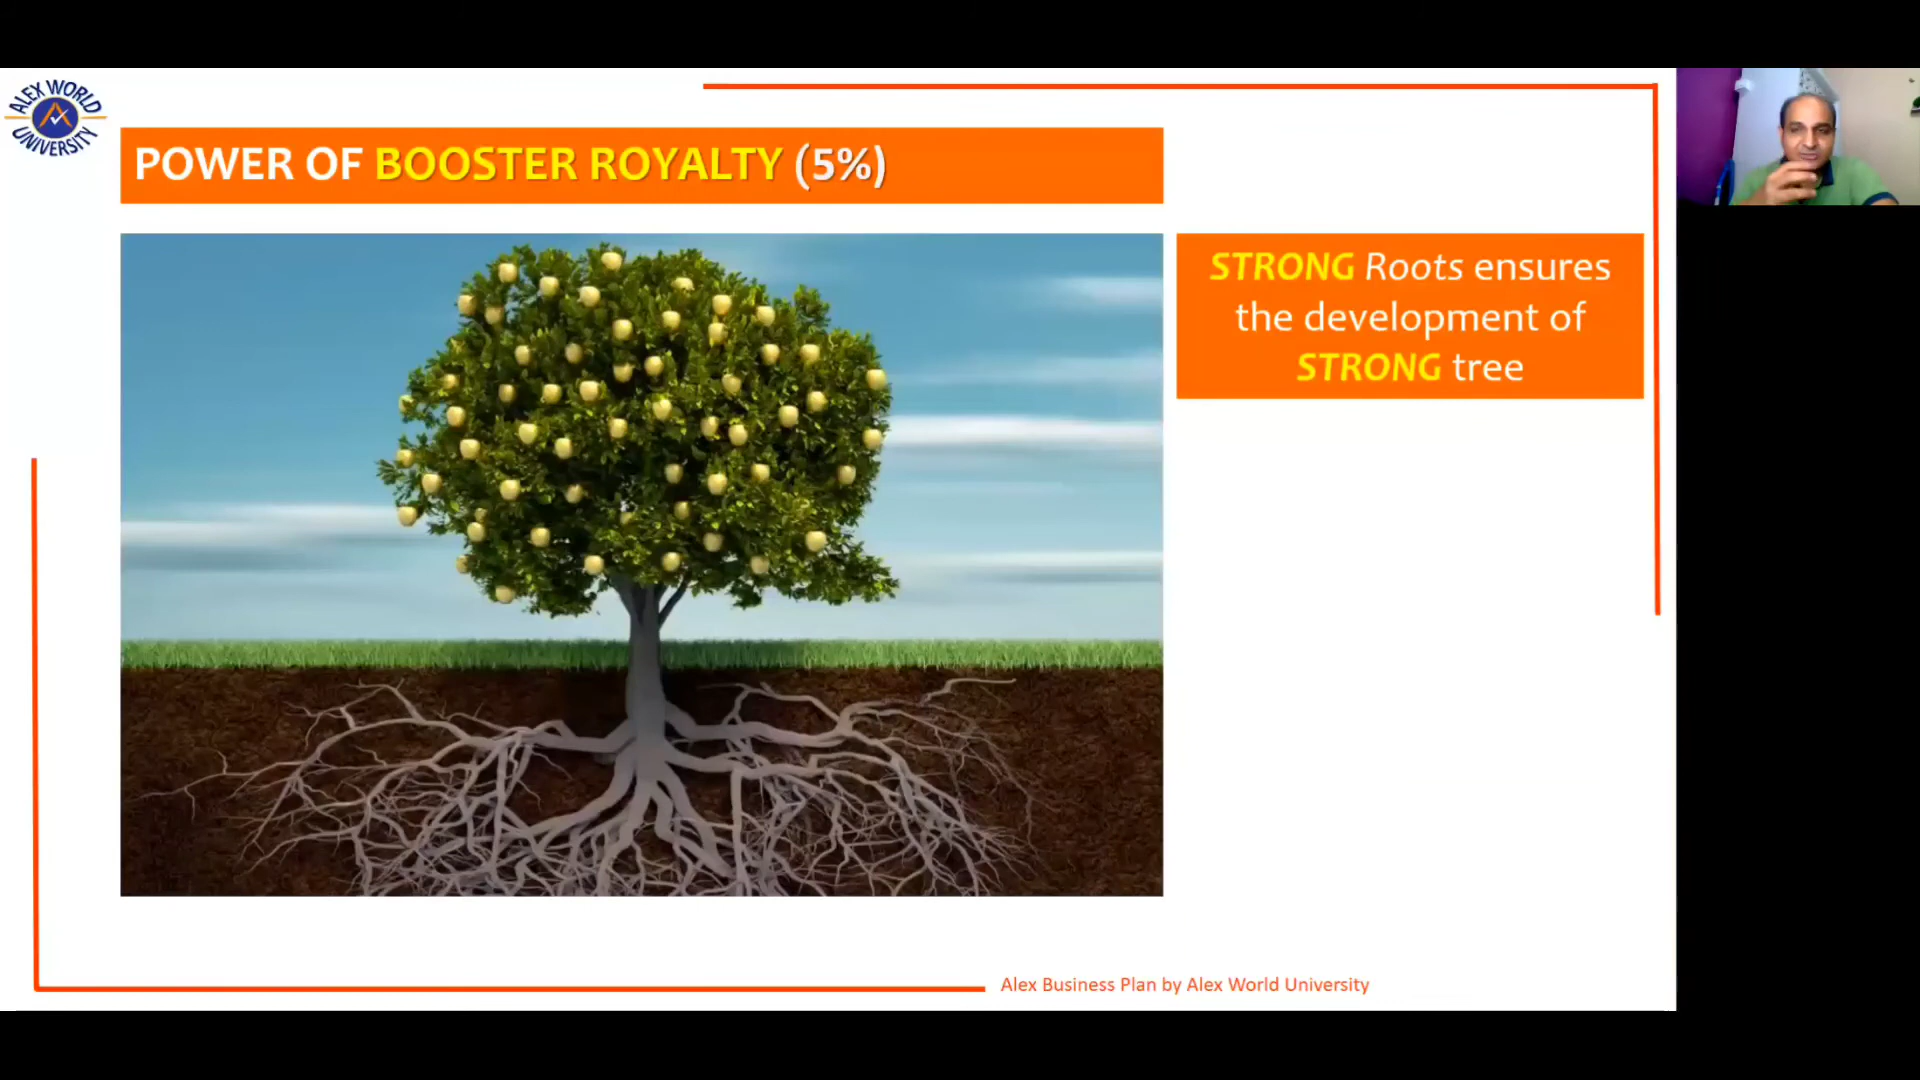 ALEX WORLD
UNIVERSITY
POWER OF BOOSTER ROYALTY (5%)
STRONG Roots ensures
the development of
STRONG tree
Alex Business Plan by Alex World University